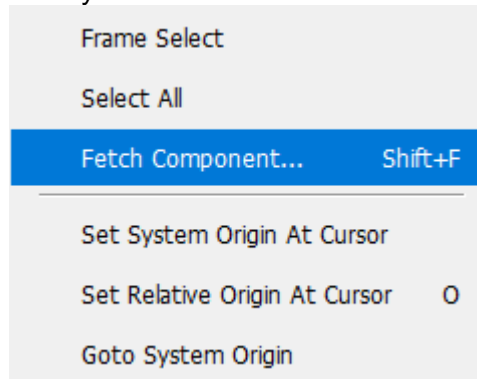 Frame Select
Select All
Fetch Component... Shift+F
Set System Origin At Cursor
Set Relative Origin At Cursor O
Goto System Origin